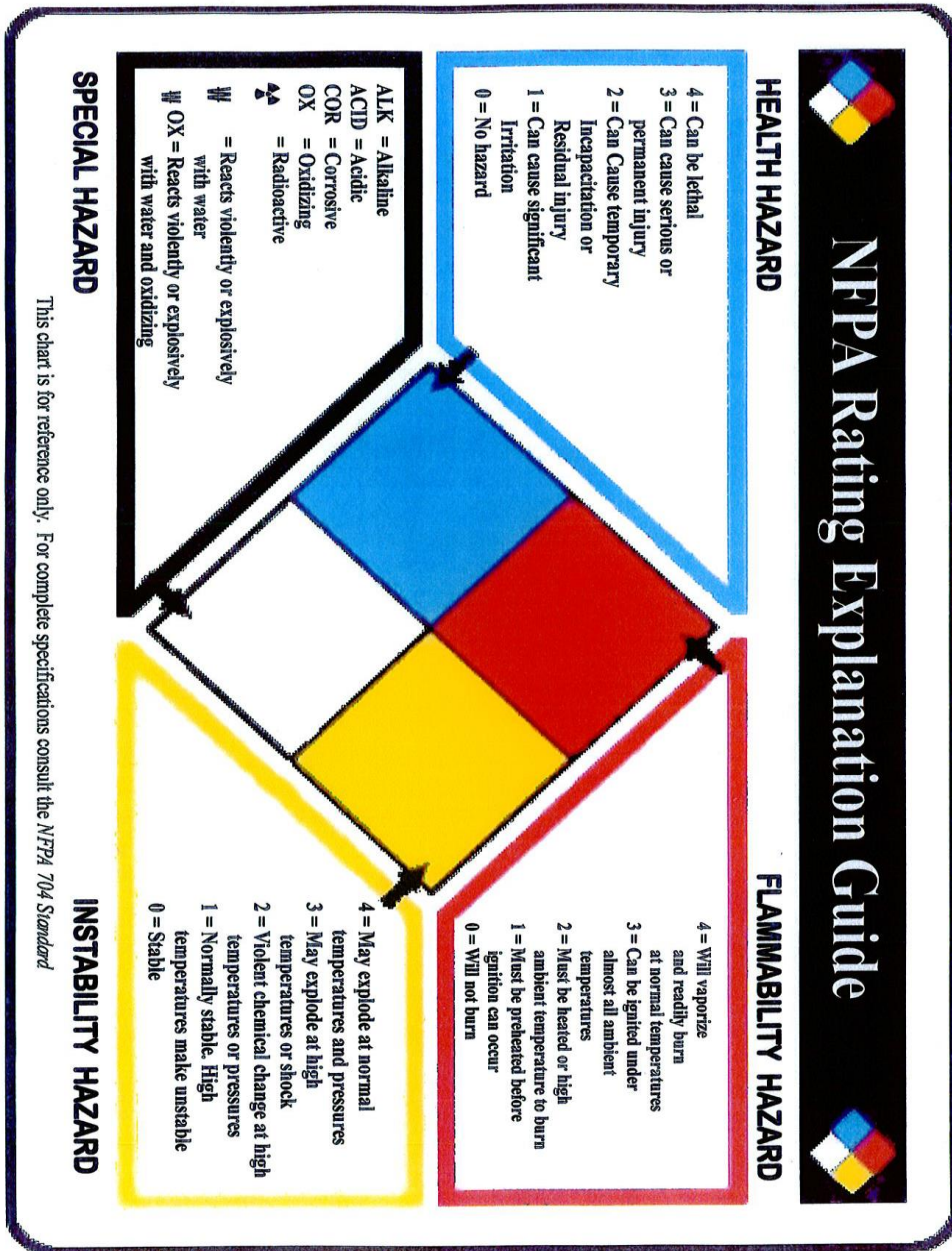 NFPA Rating Explanation Guide
HEALTH HAZARD
4 = Can be lethal
3 = Can cause serious or
permanent injury
2 = Can Cause temporary
Incapacitation or
Residual injury
1 = Can cause significant
Irritation
0 = No hazard
FLAMMABILITY HAZARD
4 = Will vaporize
and readily burn
at normal temperatures
3 = Can be ignited under
almost all ambient
temperatures
2 = Must be heated or high
ambient temperature to burn
1 = Must be preheated before
ignition can occur
0 = Will not burn
ALK = Alkaline
ACID = Acidic
COR = Corrosive
OX = Oxidizing
= Radioactive
W = Reacts violently or explosively
with water
W OX = Reacts violently or explosively
with water and oxidizing
SPECIAL HAZARD
4 = May explode at normal
temperatures and pressures
3 = May explode at high
temperatures or shock
2 = Violent chemical change at high
temperatures or pressures
1 = Normally stable. High
temperatures make unstable
0 = Stable
INSTABILITY HAZARD
This chart is for reference only. For complete specifications consult the NFPA 704 Standard